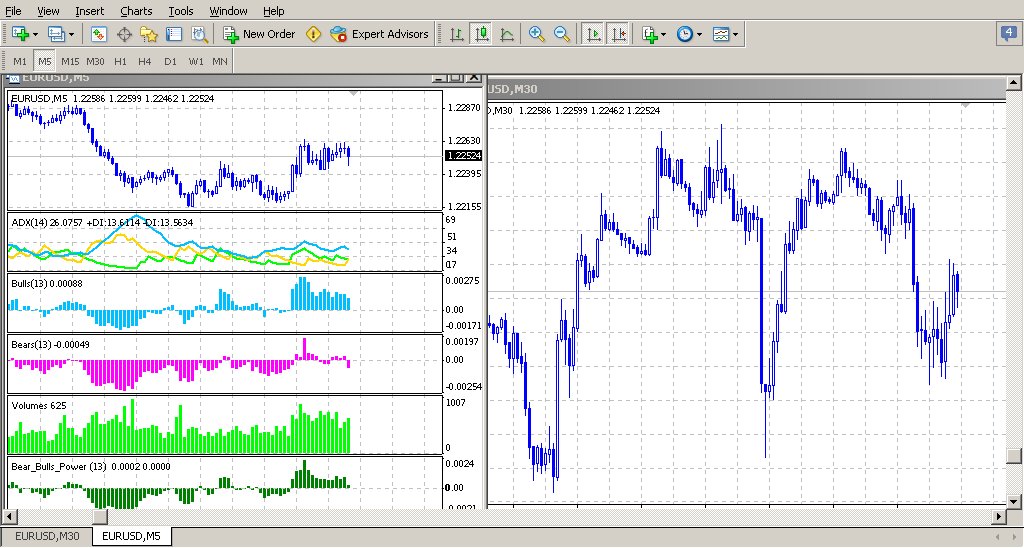 File View Insert Charts Tools Window Help
New Order Expert Advisors 4
M1 M5 M15 M30 H1 H4 D1 W1 MN
EURUSD,M5
EURUSD,M5 1.22586 1.22599 1.22462 1.22524
1.22870
1.22630
1.22524
1.22395
1.22155
ADX(14) 26.0757 +DI:13.6114 -DI:13.5634
69
51
34
17
Bulls(13) 0.00088
0.00275
0.00
-0.00171
Bears(13) -0.00049
0.00197
0.00
-0.00254
Volumes 625
1007
0
Bear_Bulls_Power (13) 0.0002 0.0000
0.0024
0.00
-0.0021
USD,M30
D,M30 1.22586 1.22599 1.22462 1.22524
EURUSD,M30 EURUSD,M5